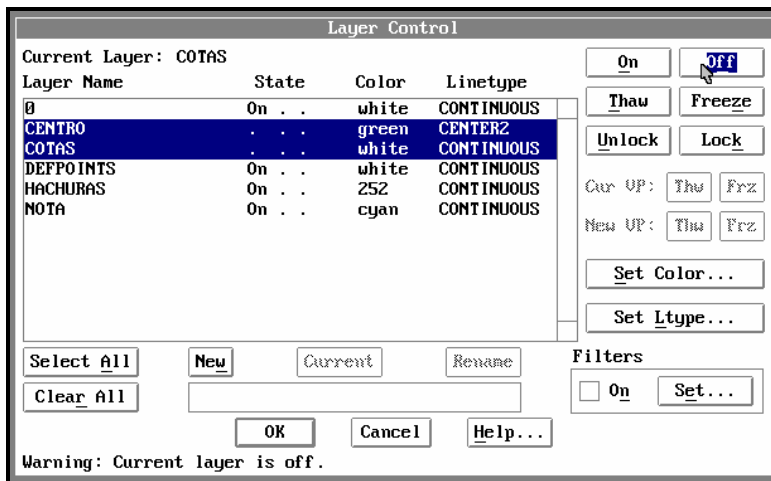 Layer Control
Current Layer: COTAS
Layer Name State Color Linetype
0 On . . white CONTINUOUS
CENTRO . . . green CENTER2
COTAS . . . white CONTINUOUS
DEFPOINTS On . . white CONTINUOUS
HACHURAS On . . 252 CONTINUOUS
NOTA On . . cyan CONTINUOUS
On Off
Thaw Freeze
Unlock Lock
Cur VP: Thw Frz
New VP: Thw Frz
Set Color...
Set Ltype...
Select All New Current Rename
Clear All
Filters
On Set...
OK Cancel Help...
Warning: Current layer is off.